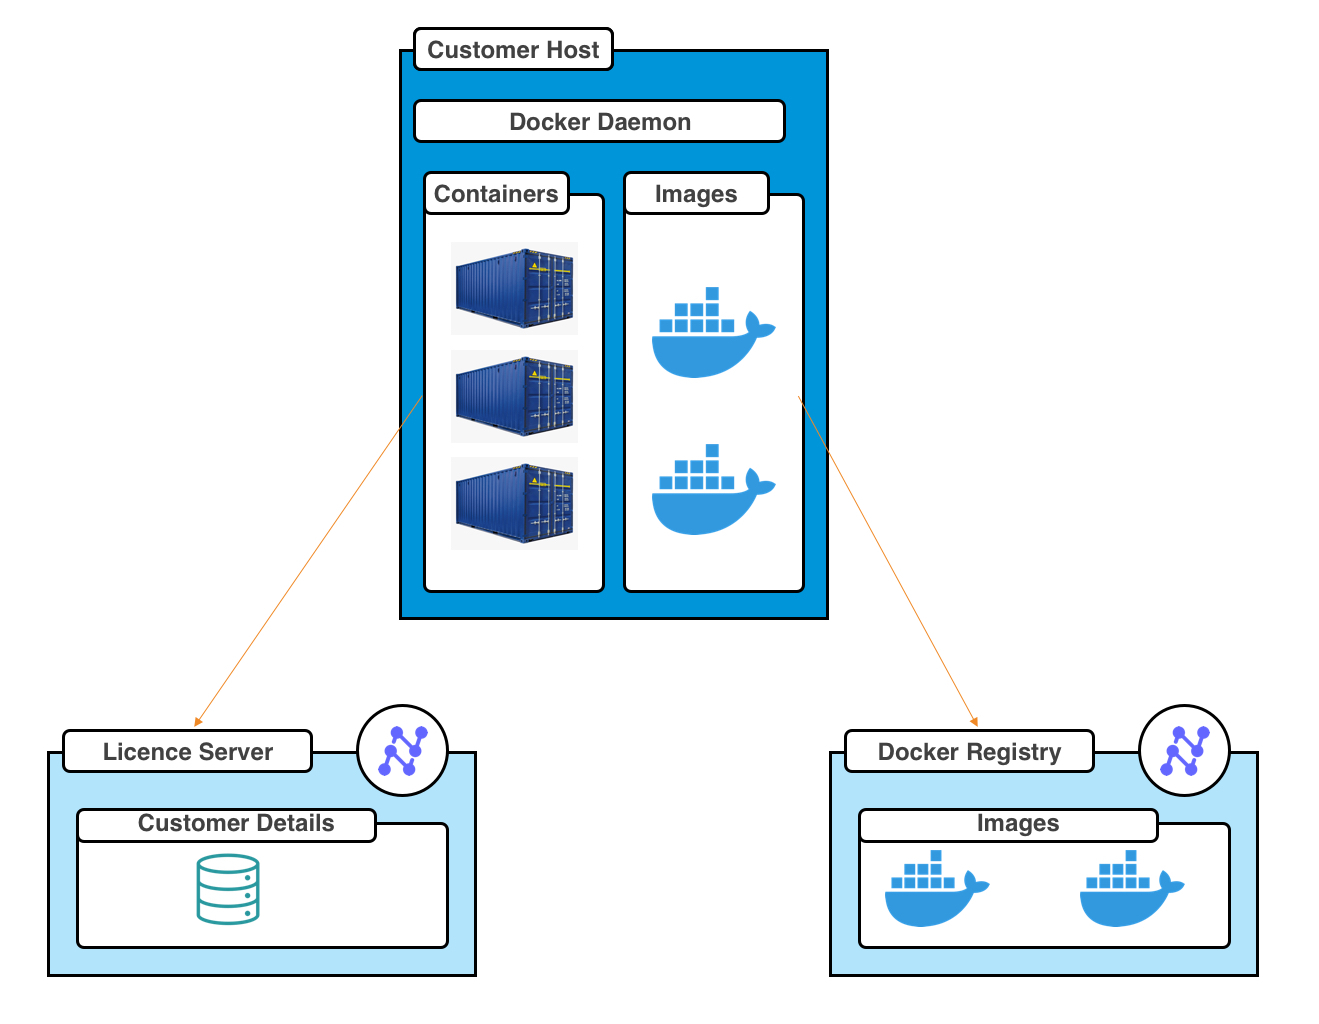 Customer Host
Docker Daemon
Containers
Images
Licence Server
Docker Registry
Customer Details
Images